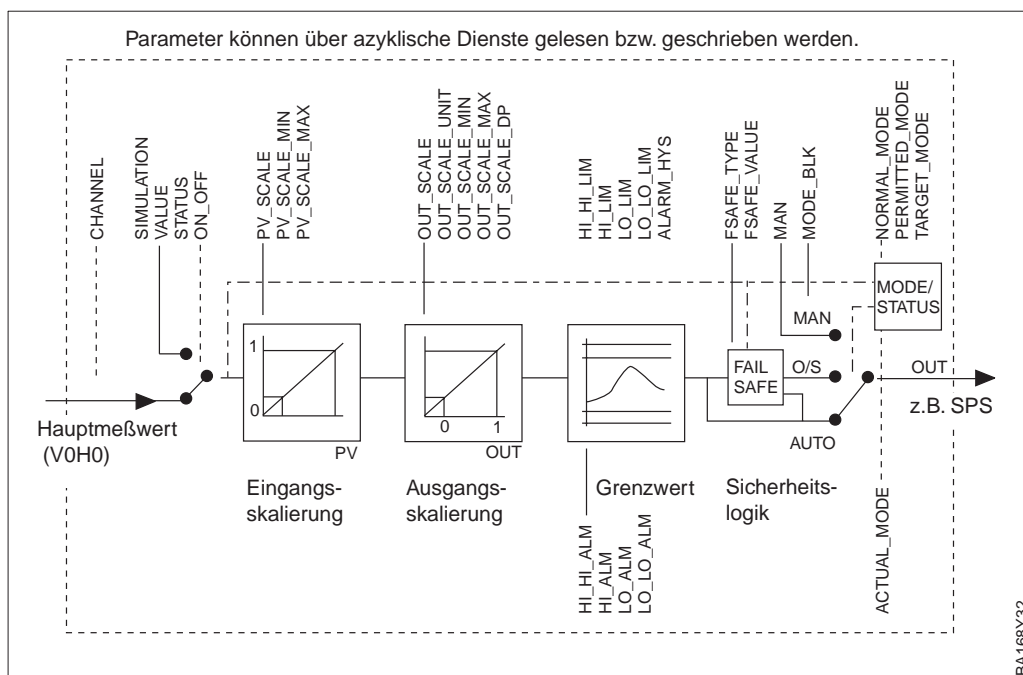 Parameter können über azyklische Dienste gelesen bzw. geschrieben werden.
CHANNEL
SIMULATION
VALUE
STATUS
ON_OFF
PV_SCALE
PV_SCALE_MIN
PV_SCALE_MAX
OUT_SCALE
OUT_SCALE_UNIT
OUT_SCALE_MIN
OUT_SCALE_MAX
OUT_SCALE_DP
HI_HI_LIM
HI_LIM
LO_LIM
LO_LO_LIM
ALARM_HYS
FSAFE_TYPE
FSAFE_VALUE
MAN
MODE_BLK
NORMAL_MODE
PERMITTED_MODE
TARGET_MODE
MODE/
STATUS
MAN
1
0
PV
0
1
OUT
FAIL
SAFE
O/S
AUTO
OUT
z.B. SPS
Hauptmeßwert
(V0H0)
Eingangs-
skalierung
Ausgangs-
skalierung
Grenzwert
Sicherheits-
logik
HI_HI_ALM
HI_ALM
LO_ALM
LO_LO_ALM
ACTUAL_MODE
BA168Y32